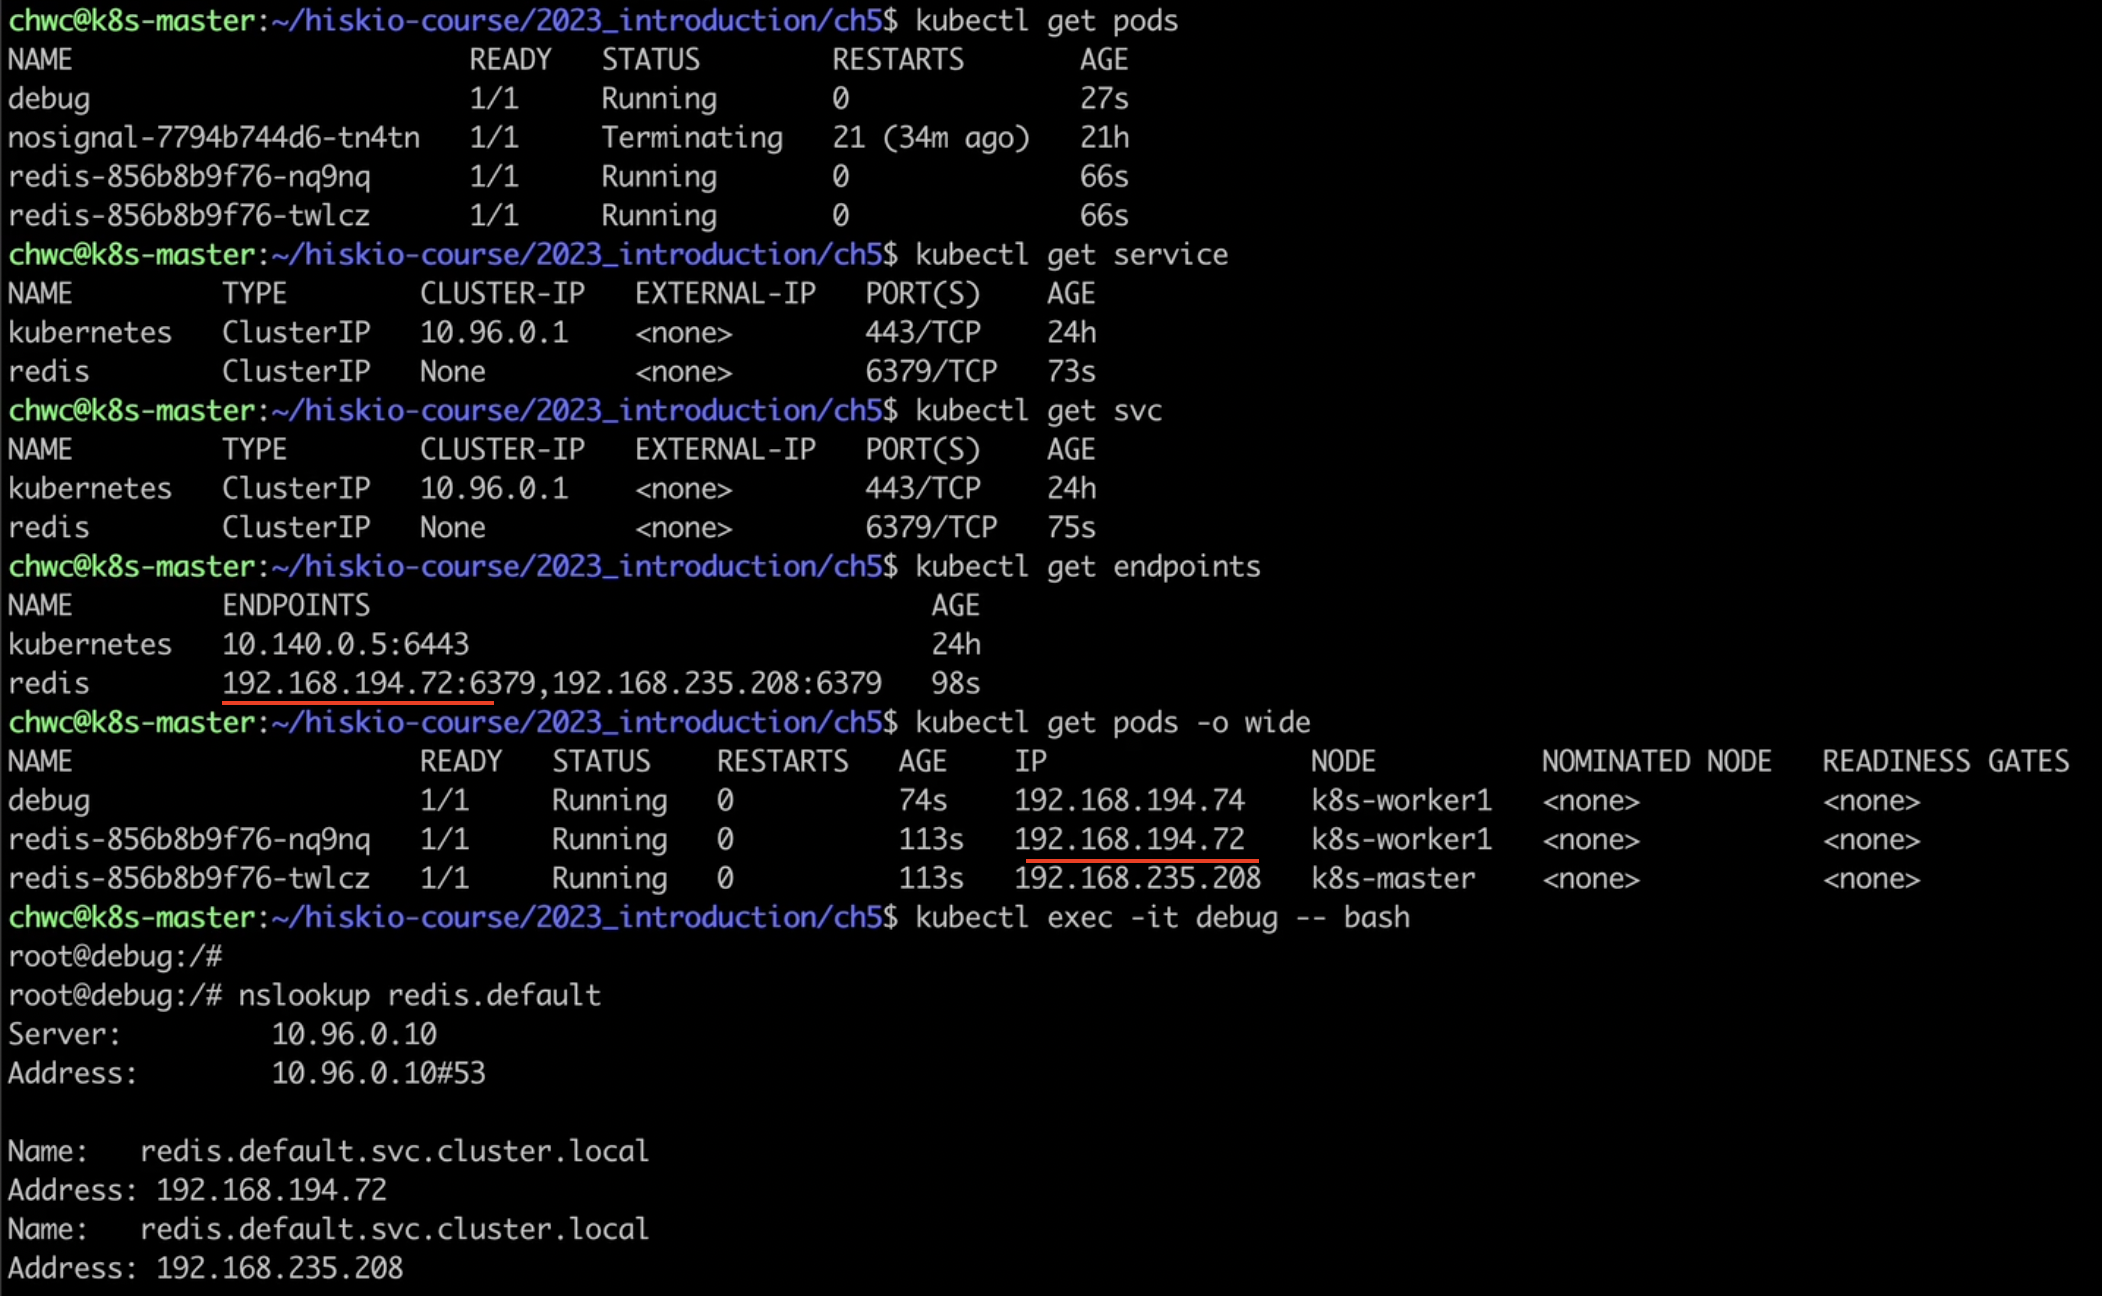 chwc@k8s-master:~/hiskio-course/2023_introduction/ch5$ kubectl get pods
NAME READY STATUS RESTARTS AGE
debug 1/1 Running 0 27s
nosignal-7794b744d6-tn4tn 1/1 Terminating 21 (34m ago) 21h
redis-856b8b9f76-nq9nq 1/1 Running 0 66s
redis-856b8b9f76-twlcz 1/1 Running 0 66s
chwc@k8s-master:~/hiskio-course/2023_introduction/ch5$ kubectl get service
NAME TYPE CLUSTER-IP EXTERNAL-IP PORT(S) AGE
kubernetes ClusterIP 10.96.0.1 <none> 443/TCP 24h
redis ClusterIP None <none> 6379/TCP 73s
chwc@k8s-master:~/hiskio-course/2023_introduction/ch5$ kubectl get svc
NAME TYPE CLUSTER-IP EXTERNAL-IP PORT(S) AGE
kubernetes ClusterIP 10.96.0.1 <none> 443/TCP 24h
redis ClusterIP None <none> 6379/TCP 75s
chwc@k8s-master:~/hiskio-course/2023_introduction/ch5$ kubectl get endpoints
NAME ENDPOINTS AGE
kubernetes 10.140.0.5:6443 24h
redis 192.168.194.72:6379,192.168.235.208:6379 98s
chwc@k8s-master:~/hiskio-course/2023_introduction/ch5$ kubectl get pods -o wide
NAME READY STATUS RESTARTS AGE IP NODE NOMINATED NODE READINESS GATES
debug 1/1 Running 0 74s 192.168.194.74 k8s-worker1 <none> <none>
redis-856b8b9f76-nq9nq 1/1 Running 0 113s 192.168.194.72 k8s-worker1 <none> <none>
redis-856b8b9f76-twlcz 1/1 Running 0 113s 192.168.235.208 k8s-master <none> <none>
chwc@k8s-master:~/hiskio-course/2023_introduction/ch5$ kubectl exec -it debug -- bash
root@debug:/#
root@debug:/# nslookup redis.default
Server: 10.96.0.10
Address: 10.96.0.10#53
Name: redis.default.svc.cluster.local
Address: 192.168.194.72
Name: redis.default.svc.cluster.local
Address: 192.168.235.208